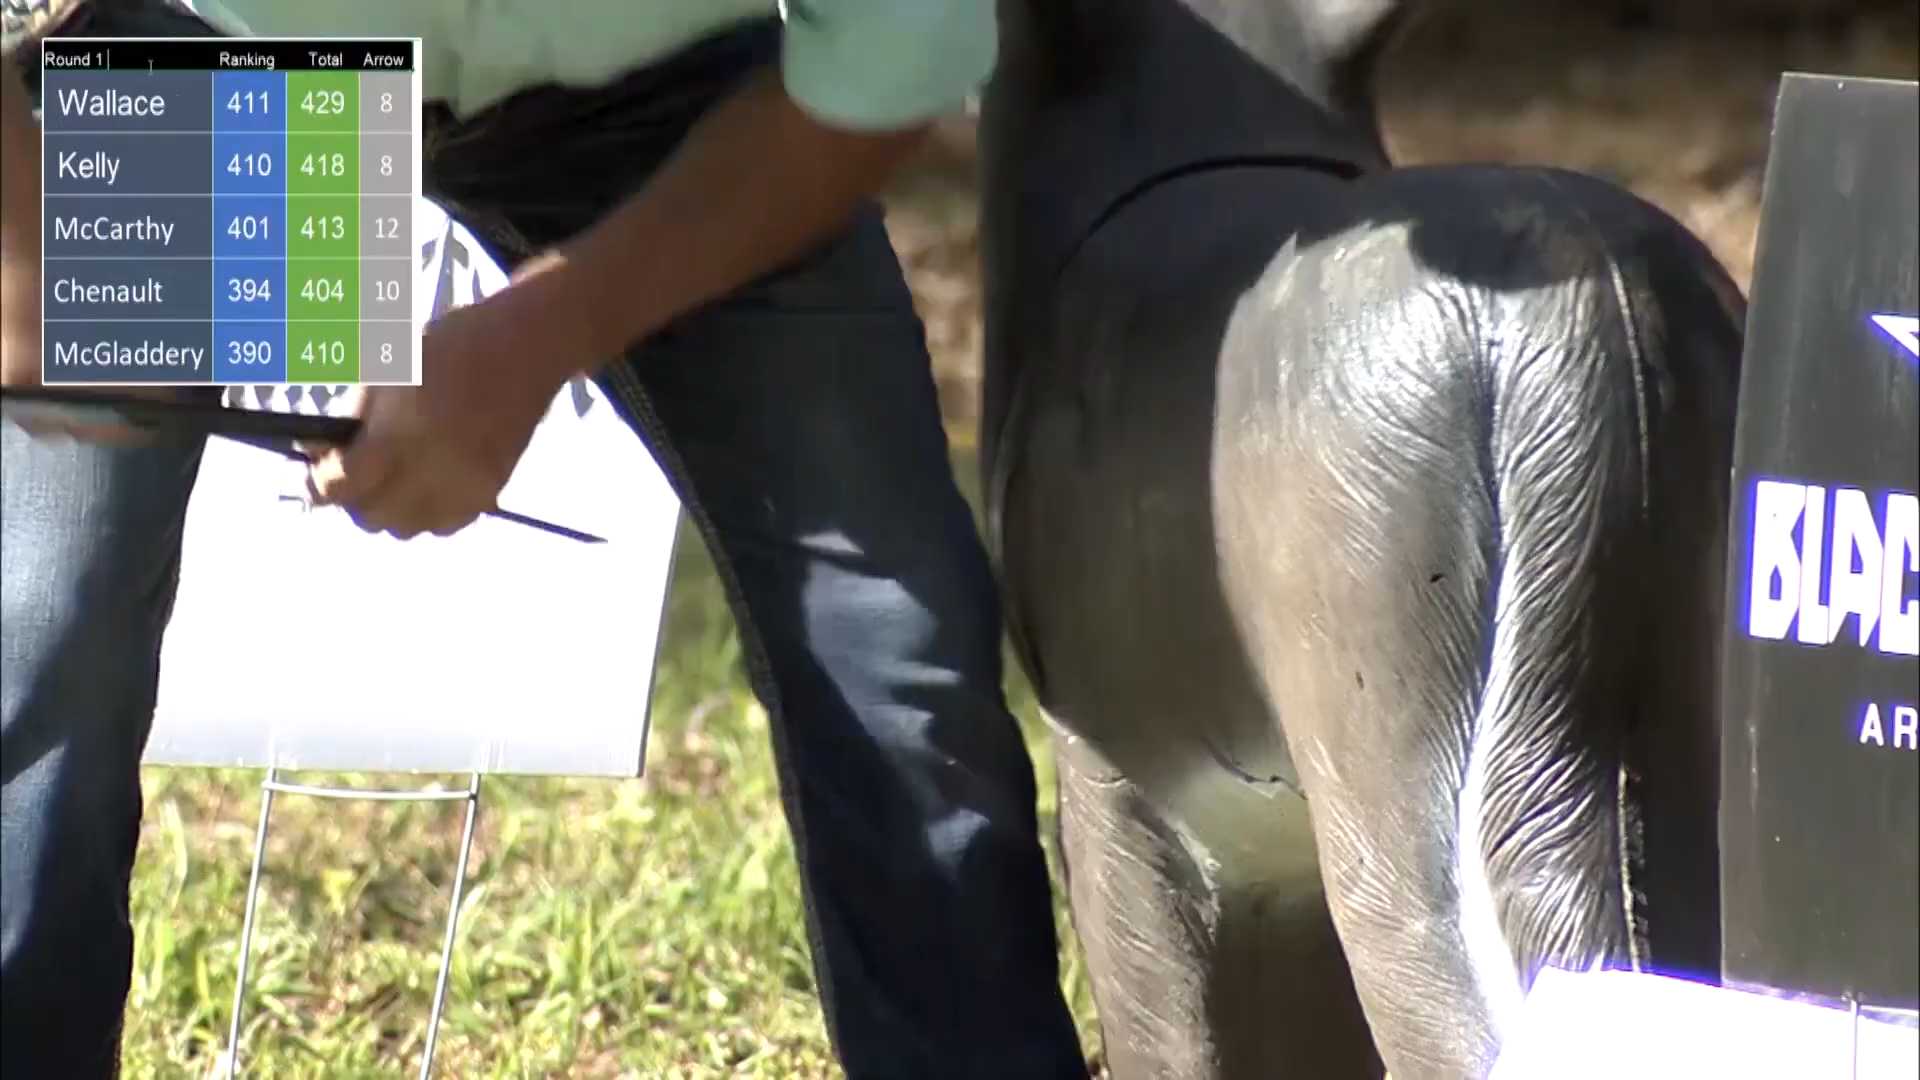 Round 1 Ranking Total Arrow
Wallace 411 429 8
Kelly 410 418 8
McCarthy 401 413 12
Chenault 394 404 10
McGladdery 390 410 8
BLAC
AR